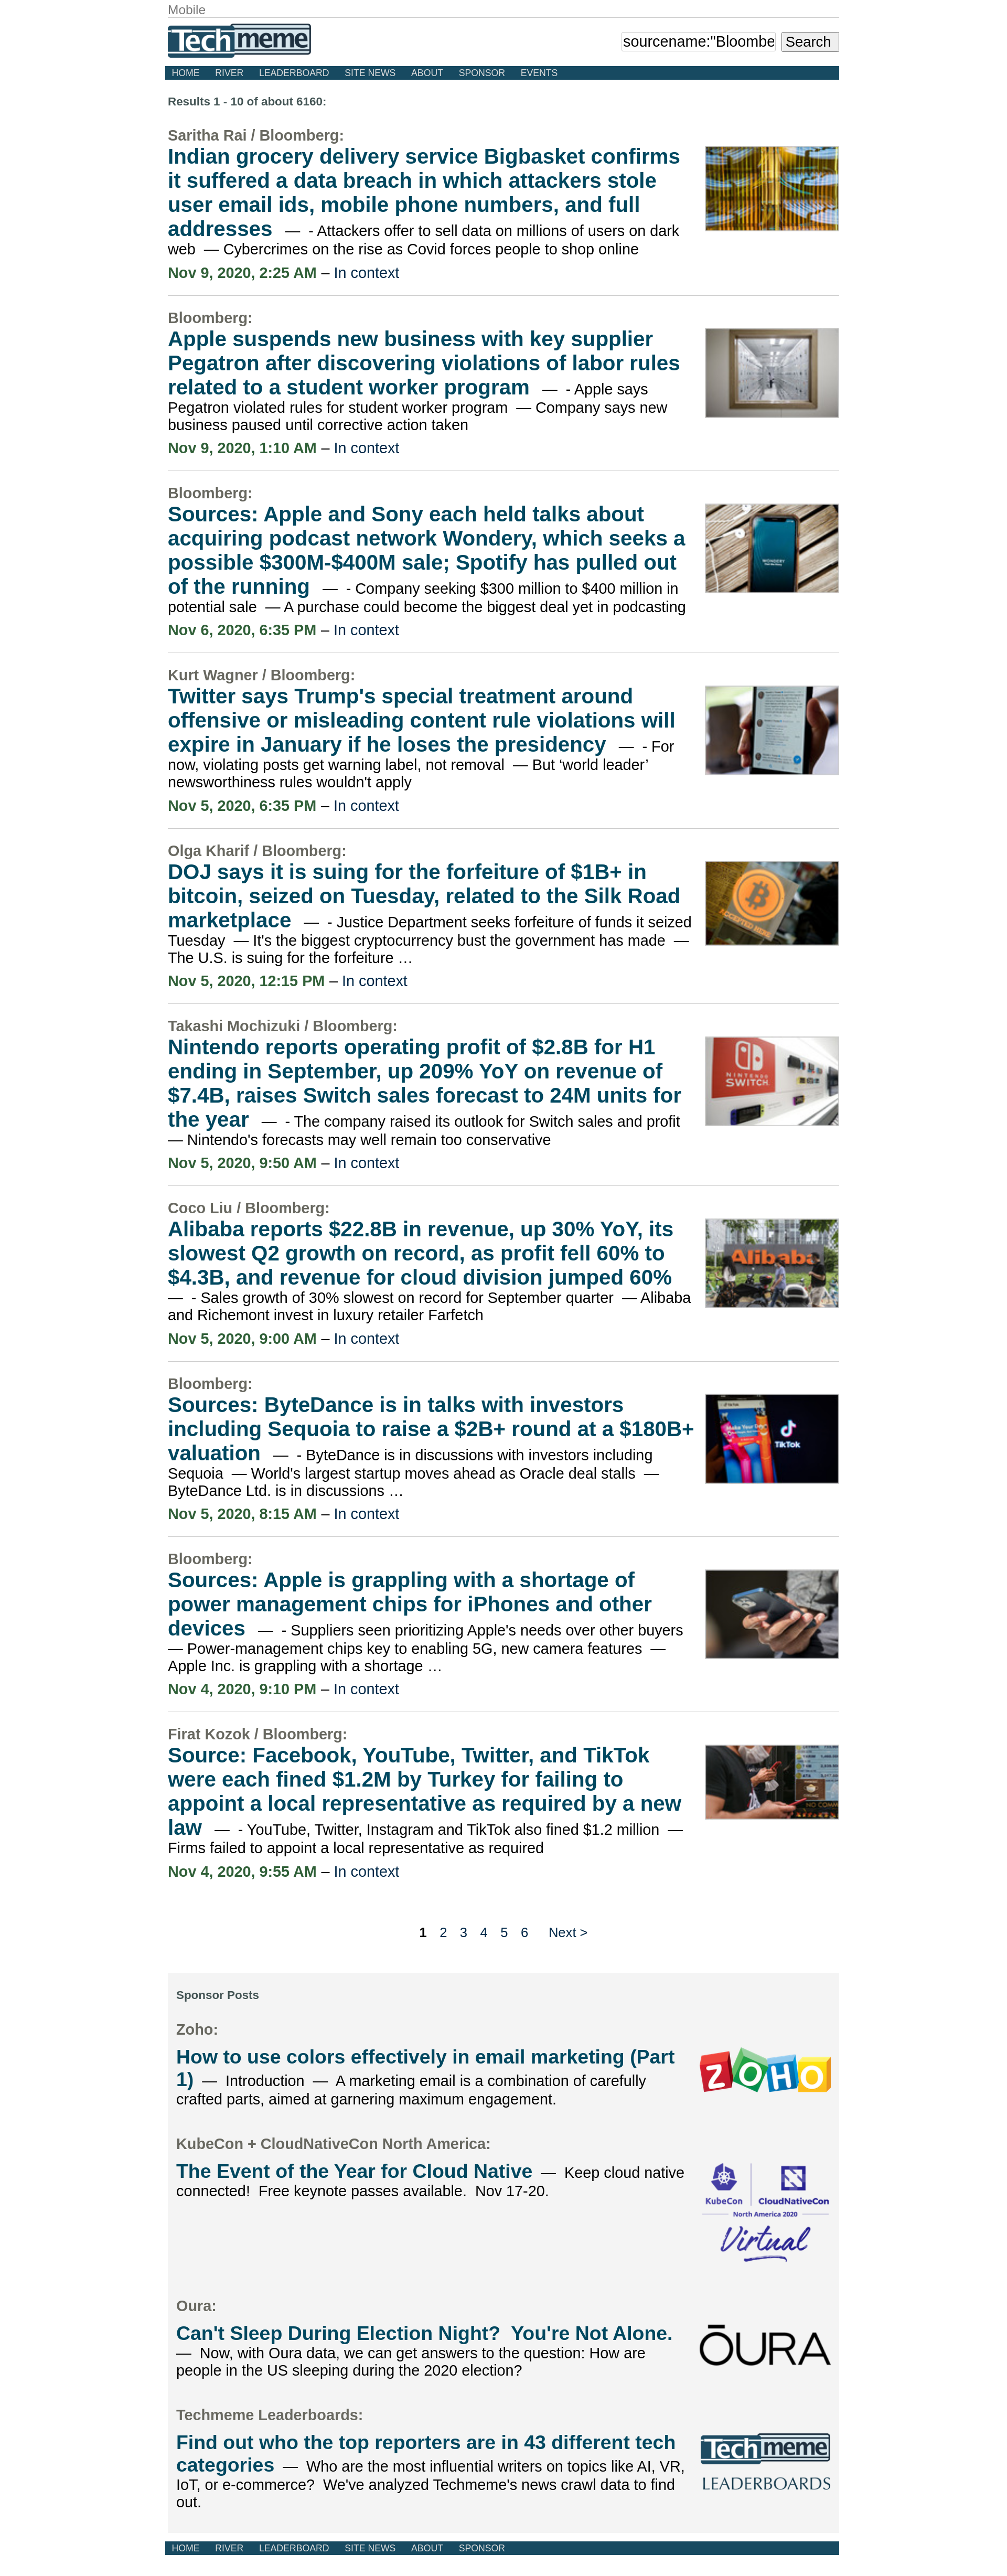 Mobile
Techmeme
sourcename:"Bloombe
Search
HOME RIVER LEADERBOARD SITE NEWS ABOUT SPONSOR EVENTS
Results 1 - 10 of about 6160:
Saritha Rai / Bloomberg:
Indian grocery delivery service Bigbasket confirms
it suffered a data breach in which attackers stole
user email ids, mobile phone numbers, and full
addresses — - Attackers offer to sell data on millions of users on dark
web — Cybercrimes on the rise as Covid forces people to shop online
Nov 9, 2020, 2:25 AM – In context
Bloomberg:
Apple suspends new business with key supplier
Pegatron after discovering violations of labor rules
related to a student worker program — - Apple says
Pegatron violated rules for student worker program — Company says new
business paused until corrective action taken
Nov 9, 2020, 1:10 AM – In context
Bloomberg:
Sources: Apple and Sony each held talks about
acquiring podcast network Wondery, which seeks a
possible $300M-$400M sale; Spotify has pulled out
of the running — - Company seeking $300 million to $400 million in
potential sale — A purchase could become the biggest deal yet in podcasting
WONDERY
Nov 6, 2020, 6:35 PM – In context
Kurt Wagner / Bloomberg:
Twitter says Trump's special treatment around
offensive or misleading content rule violations will
expire in January if he loses the presidency — - For
now, violating posts get warning label, not removal — But ‘world leader’
newsworthiness rules wouldn't apply
Nov 5, 2020, 6:35 PM – In context
Olga Kharif / Bloomberg:
DOJ says it is suing for the forfeiture of $1B+ in
bitcoin, seized on Tuesday, related to the Silk Road
marketplace — - Justice Department seeks forfeiture of funds it seized
Tuesday — It's the biggest cryptocurrency bust the government has made —
The U.S. is suing for the forfeiture …
Nov 5, 2020, 12:15 PM – In context
Takashi Mochizuki / Bloomberg:
Nintendo reports operating profit of $2.8B for H1
ending in September, up 209% YoY on revenue of
$7.4B, raises Switch sales forecast to 24M units for
the year — - The company raised its outlook for Switch sales and profit
— Nintendo's forecasts may well remain too conservative
NINTENDO
SWITCH
Nov 5, 2020, 9:50 AM – In context
Coco Liu / Bloomberg:
Alibaba reports $22.8B in revenue, up 30% YoY, its
slowest Q2 growth on record, as profit fell 60% to
$4.3B, and revenue for cloud division jumped 60%
— - Sales growth of 30% slowest on record for September quarter — Alibaba
and Richemont invest in luxury retailer Farfetch
Alibaba
Nov 5, 2020, 9:00 AM – In context
Bloomberg:
Sources: ByteDance is in talks with investors
including Sequoia to raise a $2B+ round at a $180B+
valuation — - ByteDance is in discussions with investors including
Sequoia — World's largest startup moves ahead as Oracle deal stalls —
ByteDance Ltd. is in discussions …
TikTok
Nov 5, 2020, 8:15 AM – In context
Bloomberg:
Sources: Apple is grappling with a shortage of
power management chips for iPhones and other
devices — - Suppliers seen prioritizing Apple's needs over other buyers
— Power-management chips key to enabling 5G, new camera features —
Apple Inc. is grappling with a shortage …
Nov 4, 2020, 9:10 PM – In context
Firat Kozok / Bloomberg:
Source: Facebook, YouTube, Twitter, and TikTok
were each fined $1.2M by Turkey for failing to
appoint a local representative as required by a new
law — - YouTube, Twitter, Instagram and TikTok also fined $1.2 million —
Firms failed to appoint a local representative as required
Nov 4, 2020, 9:55 AM – In context
1 2 3 4 5 6 Next >
Sponsor Posts
Zoho:
How to use colors effectively in email marketing (Part
1) — Introduction — A marketing email is a combination of carefully
crafted parts, aimed at garnering maximum engagement.
ZOHO
KubeCon + CloudNativeCon North America:
The Event of the Year for Cloud Native — Keep cloud native
connected! Free keynote passes available. Nov 17-20.
KubeCon CloudNativeCon
North America 2020
Virtual
Oura:
Can't Sleep During Election Night? You're Not Alone.
— Now, with Oura data, we can get answers to the question: How are
people in the US sleeping during the 2020 election?
ŌURA
Techmeme Leaderboards:
Find out who the top reporters are in 43 different tech
categories — Who are the most influential writers on topics like AI, VR,
IoT, or e-commerce? We've analyzed Techmeme's news crawl data to find
out.
Techmeme
LEADERBOARDS
HOME RIVER LEADERBOARD SITE NEWS ABOUT SPONSOR